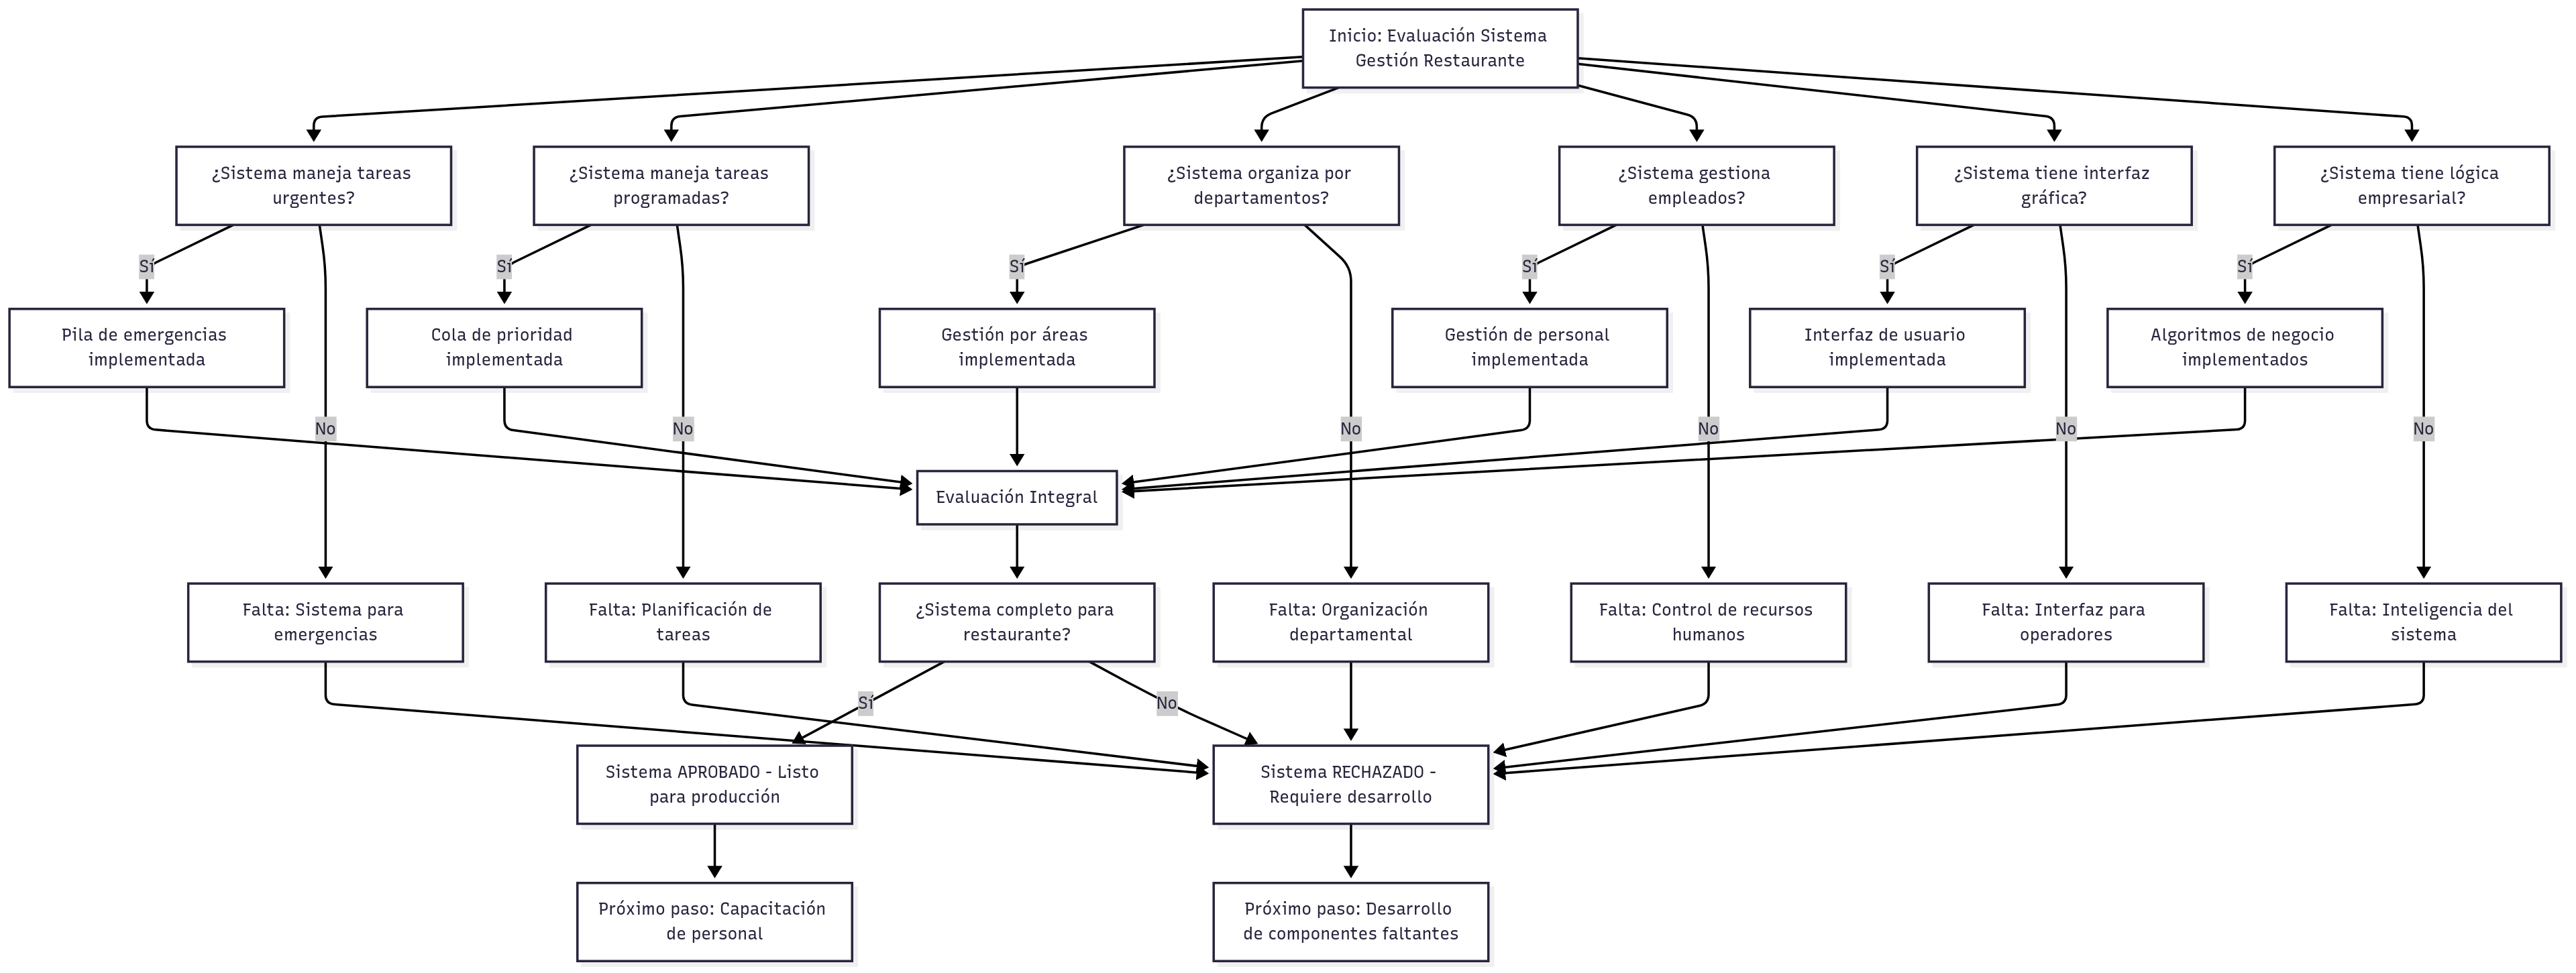 Inicio: Evaluación Sistema
Gestión Restaurante
¿Sistema maneja tareas
urgentes?
¿Sistema maneja tareas
programadas?
¿Sistema organiza por
departamentos?
¿Sistema gestiona
empleados?
¿Sistema tiene interfaz
gráfica?
¿Sistema tiene lógica
empresarial?
Sí
Sí
Sí
Sí
Sí
Sí
Pila de emergencias
implementada
Cola de prioridad
implementada
Gestión por áreas
implementada
Gestión de personal
implementada
Interfaz de usuario
implementada
Algoritmos de negocio
implementados
No
No
No
No
No
No
Evaluación Integral
Falta: Sistema para
emergencias
Falta: Planificación de
tareas
¿Sistema completo para
restaurante?
Falta: Organización
departamental
Falta: Control de recursos
humanos
Falta: Interfaz para
operadores
Falta: Inteligencia del
sistema
Sí
No
Sistema APROBADO - Listo
para producción
Sistema RECHAZADO -
Requiere desarrollo
Próximo paso: Capacitación
de personal
Próximo paso: Desarrollo
de componentes faltantes